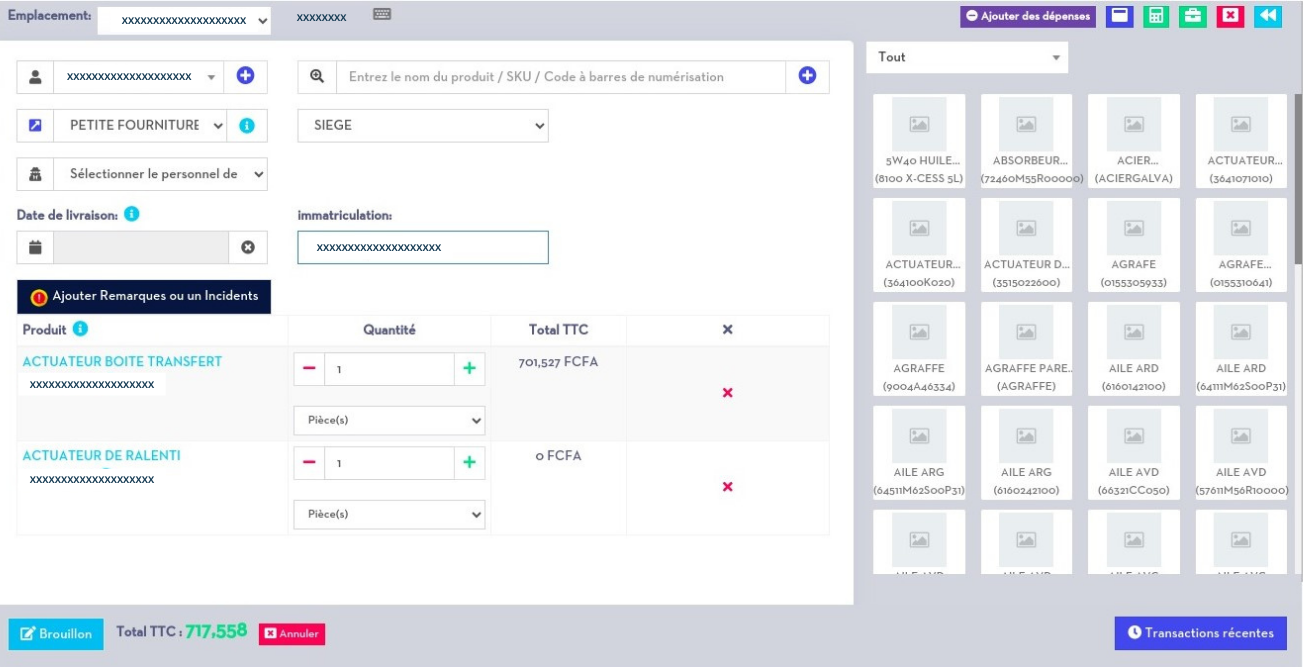 Emplacement: xxxxxxxxxxxxxxxxxxxx xxxxxxxx
Ajouter des dépenses
xxxxxxxxxxxxxxxxxxxx
Entrez le nom du produit / SKU / Code à barres de numérisation
PETITE FOURNITURE
SIEGE
Sélectionner le personnel de
Date de livraison:
immatriculation:
xxxxxxxxxxxxxxxxxxxx
Ajouter Remarques ou un Incidents
Produit Quantité Total TTC
ACTUATEUR BOITE TRANSFERT
xxxxxxxxxxxxxxxxxxxx
1
701,527 FCFA
Pièce(s)
ACTUATEUR DE RALENTI
xxxxxxxxxxxxxxxxxxxx
1
0 FCFA
Pièce(s)
Tout
5W40 HUILE...
(8100 X-CESS 5L)
ABSORBEUR...
(72460M55R00000)
ACIER...
(ACIERGALVA)
ACTUATEUR...
(3641071010)
ACTUATEUR...
(364100K020)
ACTUATEUR D...
(3515022600)
AGRAFE
(0155305933)
AGRAFE...
(0155310641)
AGRAFFE
(9004A46334)
AGRAFFE PARE..
(AGRAFFE)
AILE ARD
(6160142100)
AILE ARD
(64111M62S00P31)
AILE ARG
(64511M62S00P31)
AILE ARG
(6160242100)
AILE AVD
(66321CC050)
AILE AVD
(57611M56R10000)
Brouillon
Total TTC : 717,558
Annuler
Transactions récentes